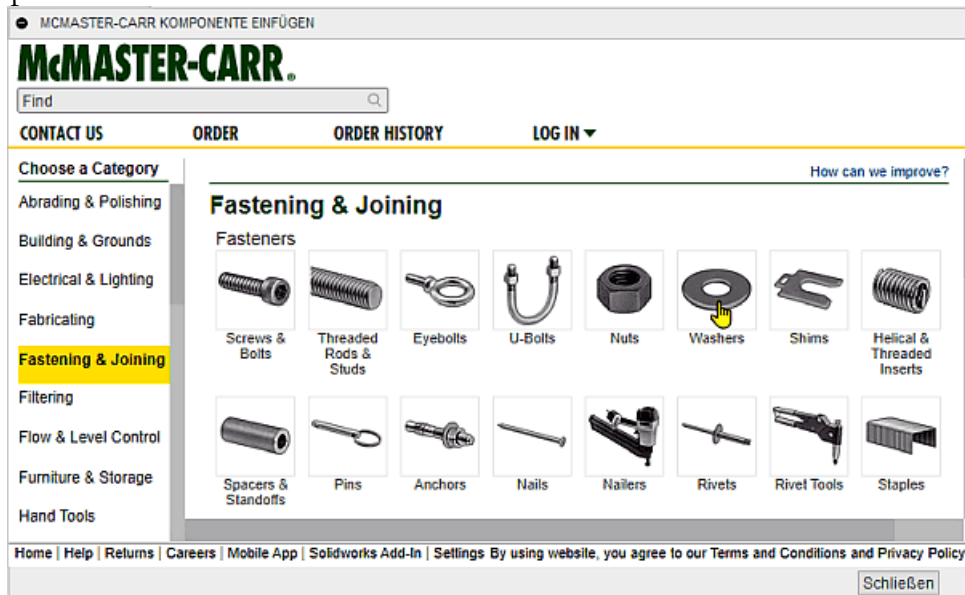 MCMASTER-CARR KOMPONENTE EINFÜGEN
McMASTER-CARR.
Find
CONTACT US ORDER ORDER HISTORY LOG IN
Choose a Category
How can we improve?
Abrading & Polishing
Building & Grounds
Electrical & Lighting
Fabricating
Fastening & Joining
Filtering
Flow & Level Control
Furniture & Storage
Hand Tools
Fastening & Joining
Fasteners
Screws & Bolts
Threaded Rods & Studs
Eyebolts
U-Bolts
Nuts
Washers
Shims
Helical & Threaded Inserts
Spacers & Standoffs
Pins
Anchors
Nails
Nailers
Rivets
Rivet Tools
Staples
Home | Help | Returns | Careers | Mobile App | Solidworks Add-In | Settings By using website, you agree to our Terms and Conditions and Privacy Policy
Schließen